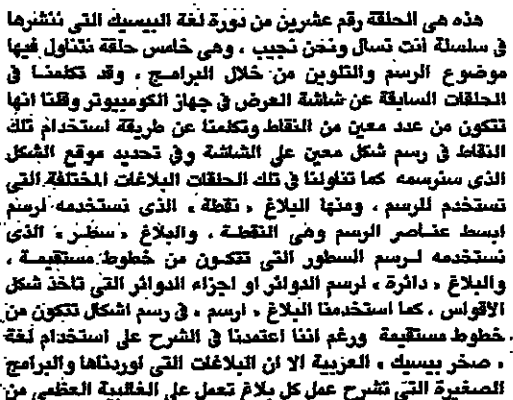 هذه هى الحلقة رقم عشرين من دورة لغة البيسيك التى ننشرها
فى سلسلة انت تسال ونحن نجيب ، وهى خامس حلقة نتناول فيها
موضوع الرسم والتلوين من خلال البرامج ، وقد تكلمنا فى
الحلقات السابقة عن شاشة العرض فى جهاز الكومبيوتر وقلنا انها
تتكون من عدد معين من النقاط وتكلمنا عن طريقة استخدام تلك
النقاط فى رسم شكل معين على الشاشة وفى تحديد موقع الشكل
الذى سنرسمه كما تناولنا فى تلك الحلقات البلاغات المختلفة التى
تستخدم للرسم ، ومنها البلاغ « نقطة » الذى نستخدمه لرسم
ابسط عناصر الرسم وهى النقطة ، والبلاغ « سطر » الذى
نستخدمه لرسم السطور التى تتكون من خطوط مستقيمة ،
والبلاغ « دائرة » لرسم الدوائر او اجزاء الدوائر التى تاخذ شكل
الاقواس ، كما استخدمنا البلاغ « ارسم » فى رسم اشكال تتكون من
خطوط مستقيمة ورغم اننا اعتمدنا فى الشرح على استخدام لغة
« صخر بيسيك » العربية الا ان البلاغات التى اوردناها والبرامج
الصغيرة التى تشرح عمل كل بلاغ تعمل على الغالبية العظمى من